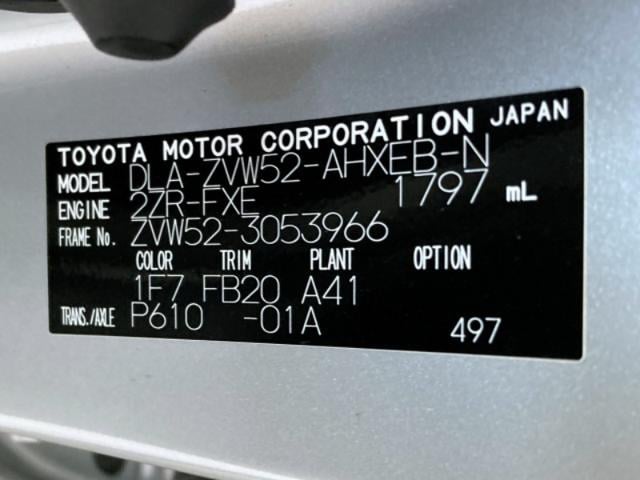 TOYOTA MOTOR CORPORATION JAPAN
MODEL DLA-ZVW52-AHXEB-N
ENGINE 2ZR-FXE 1797 mL
FRAME No. ZVW52-3053966
COLOR TRIM PLANT OPTION
1F7 FB20 A41
TRANS./AXLE P610 -01A
497